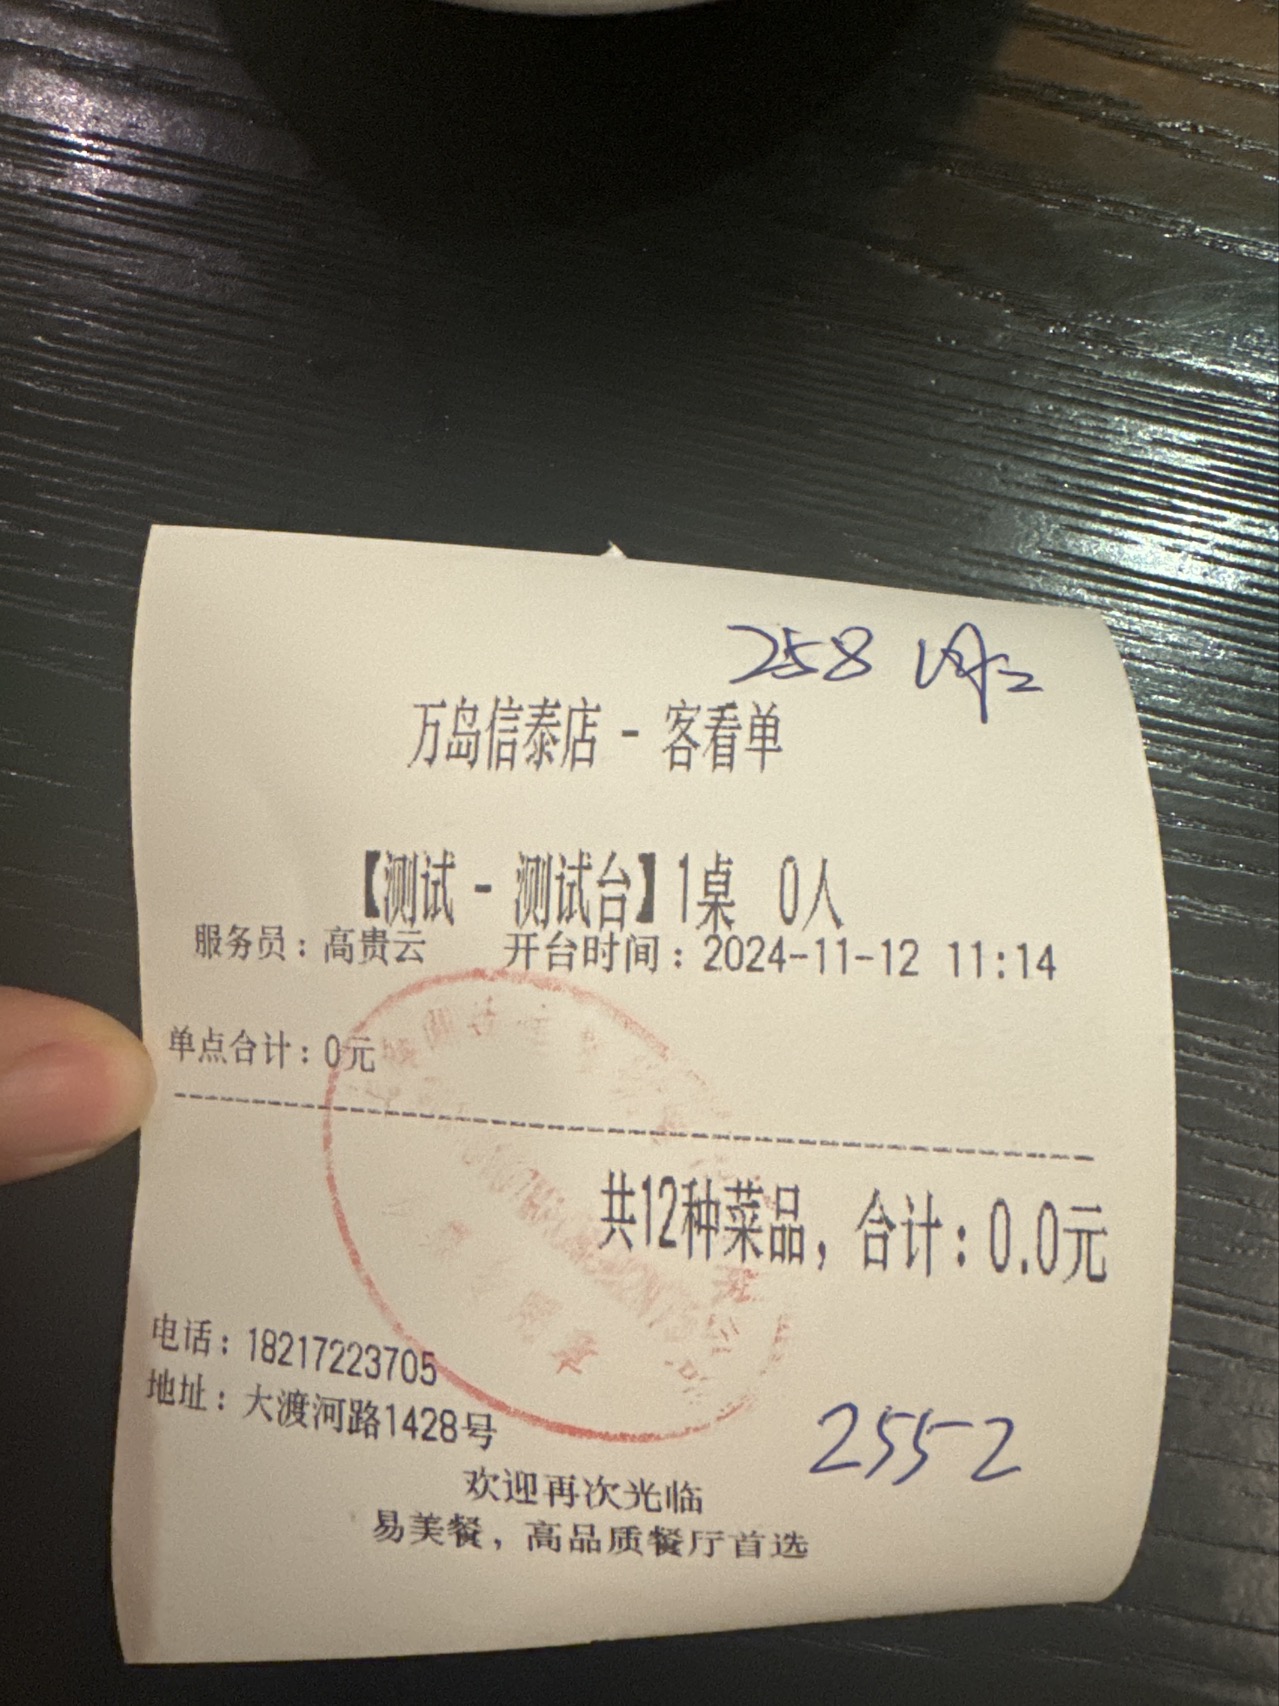 258
万岛信泰店 - 客看单
【测试 - 测试台】1桌 0人
服务员：高贵云 开台时间：2024-11-12 11:14
单点合计：0元
共12种菜品，合计：0.0元
电话：18217223705
地址：大渡河路1428号
2552
欢迎再次光临
易美餐，高品质餐厅首选